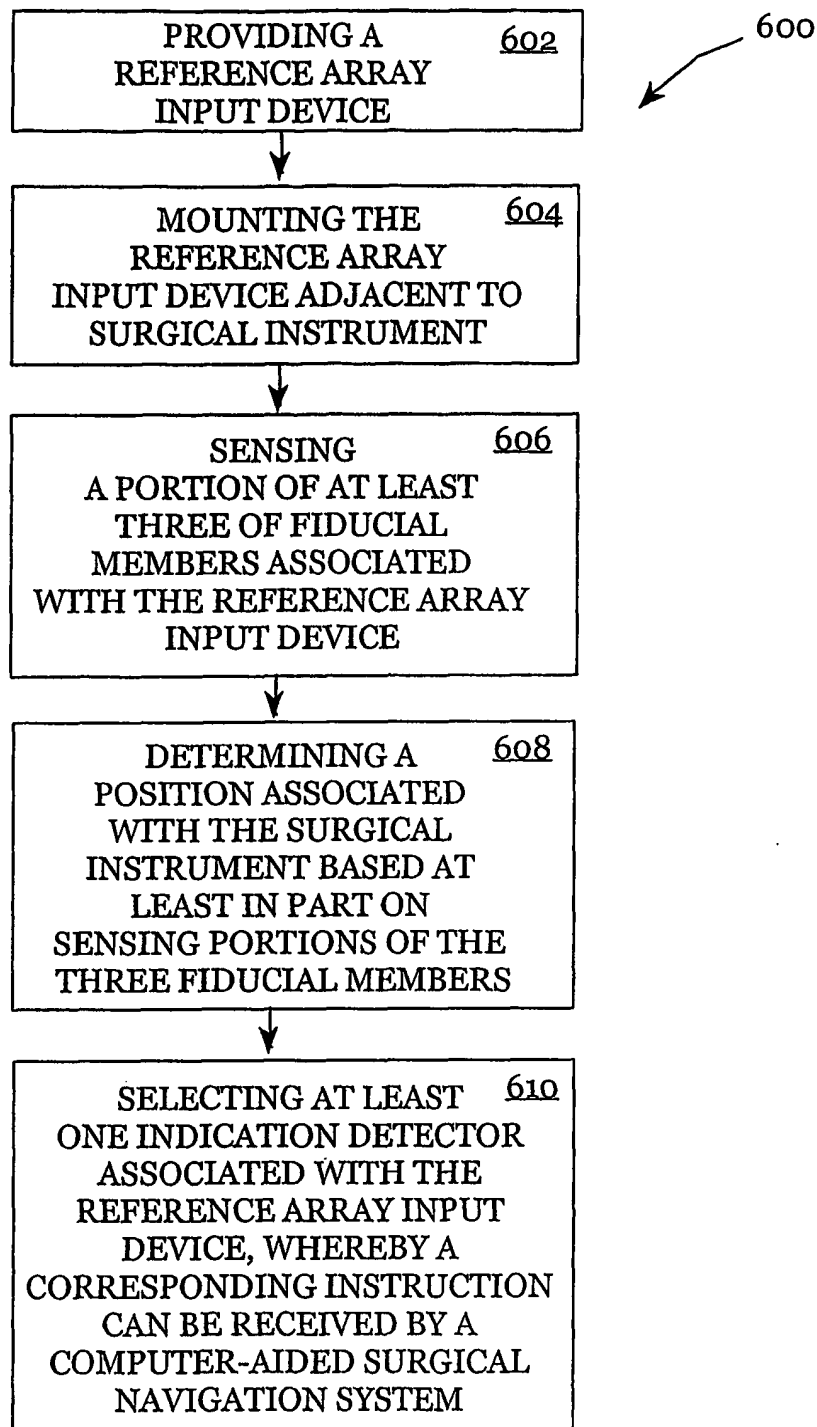 PROVIDING A 602
REFERENCE ARRAY
INPUT DEVICE
600
MOUNTING THE 604
REFERENCE ARRAY
INPUT DEVICE ADJACENT TO
SURGICAL INSTRUMENT
SENSING 606
A PORTION OF AT LEAST
THREE OF FIDUCIAL
MEMBERS ASSOCIATED
WITH THE REFERENCE ARRAY
INPUT DEVICE
DETERMINING A 608
POSITION ASSOCIATED
WITH THE SURGICAL
INSTRUMENT BASED AT
LEAST IN PART ON
SENSING PORTIONS OF THE
THREE FIDUCIAL MEMBERS
SELECTING AT LEAST 610
ONE INDICATION DETECTOR
ASSOCIATED WITH THE
REFERENCE ARRAY INPUT
DEVICE, WHEREBY A
CORRESPONDING INSTRUCTION
CAN BE RECEIVED BY A
COMPUTER-AIDED SURGICAL
NAVIGATION SYSTEM